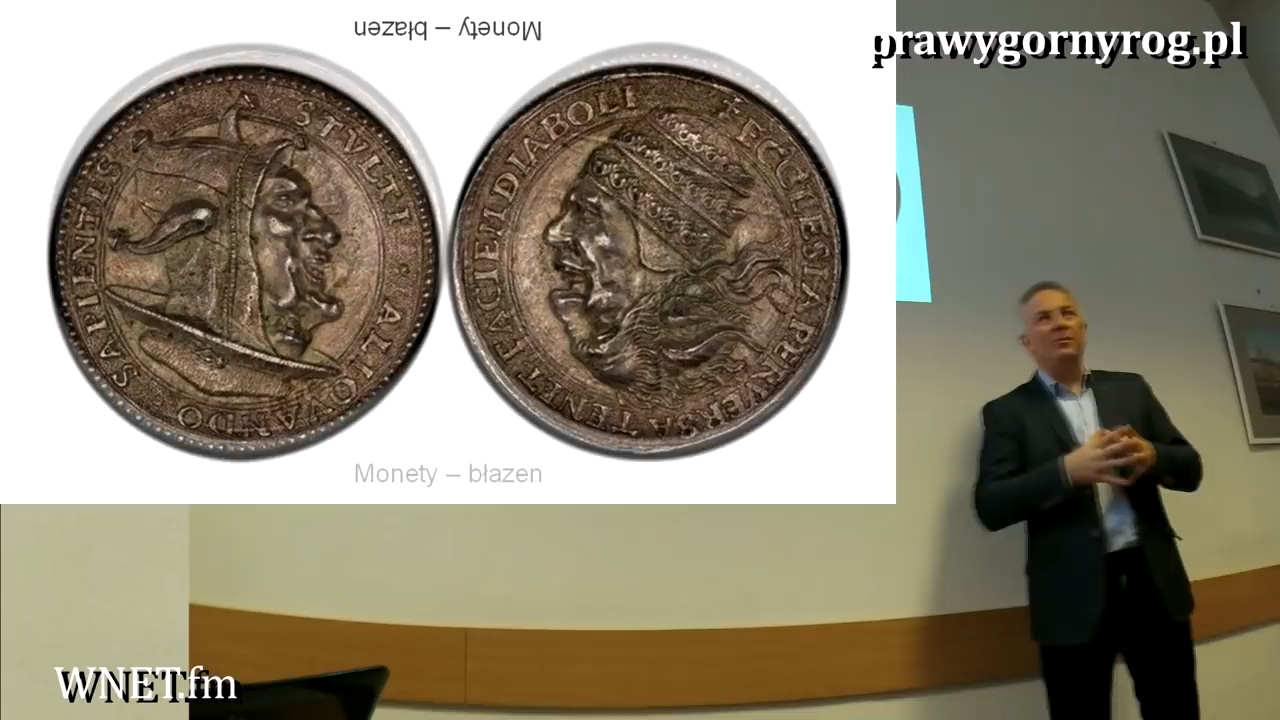 Monety – błazen
prawygornyrog.pl
STVLTI · ALIQVANDO · SAPIENTES
+ ECCLESIA PERVERSA TENET FACIEM DIABOLI
Monety – błazen
WNET.fm